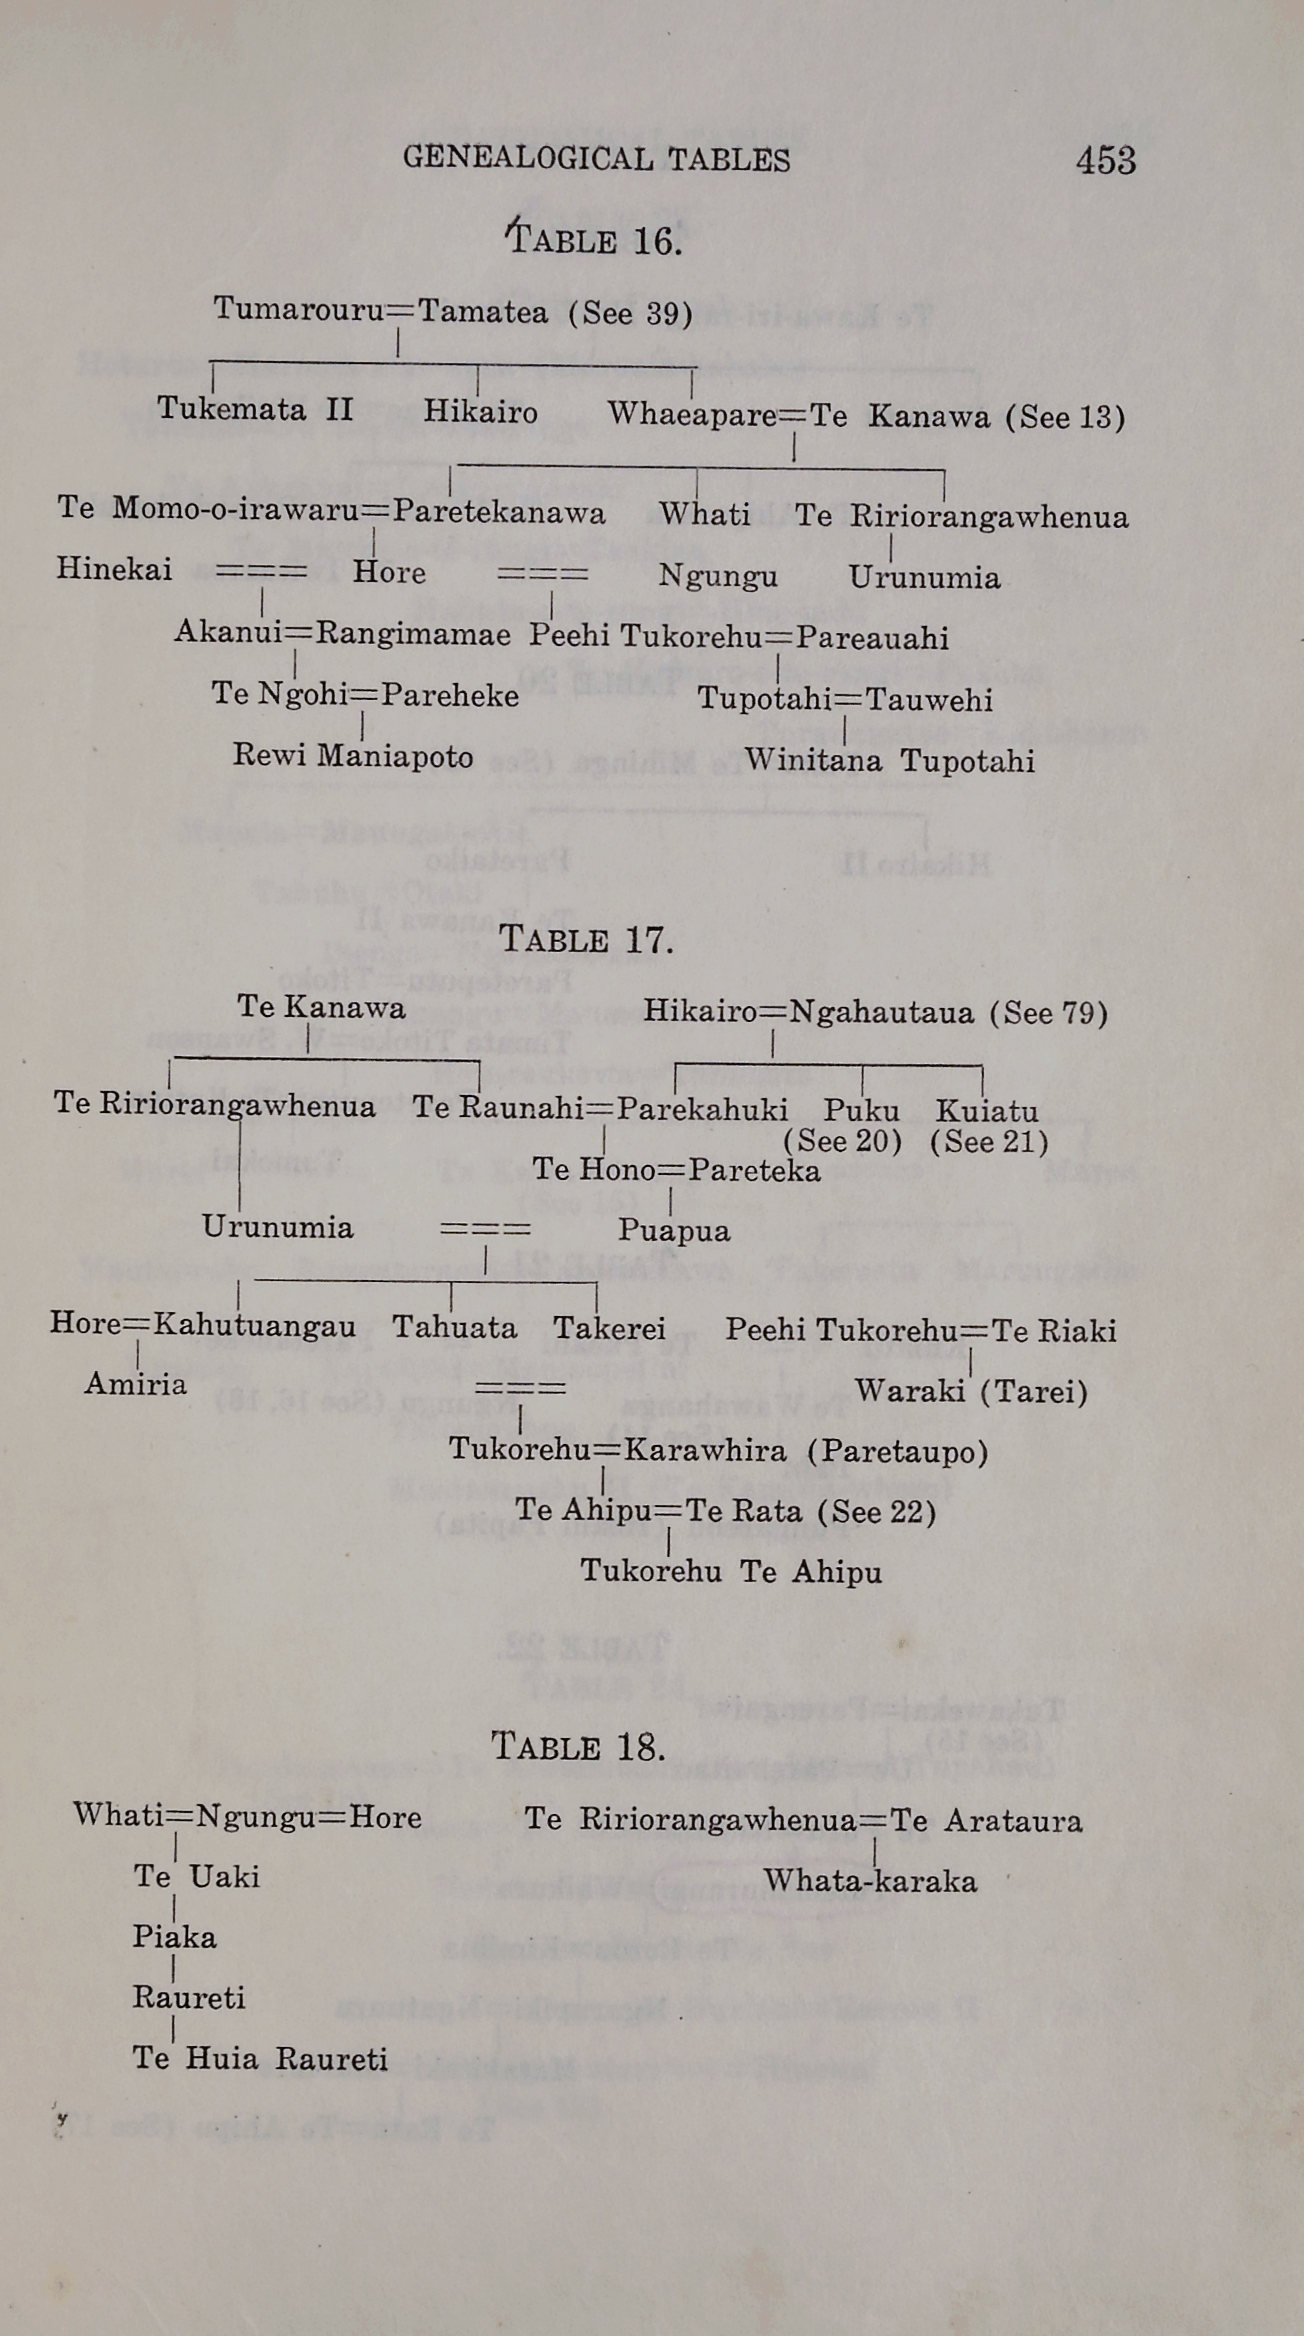 GENEALOGICAL TABLES 453
TABLE 16.
Tumarouru=Tamatea (See 39)
Tukemata II Hikairo Whaeapare=Te Kanawa (See 13)
Te Momo-o-irawaru=Paretekanawa Whati Te Ririorangawhenua
Hinekai === Hore === Ngungu Urunumia
Akanui=Rangimamae Peehi Tukorehu=Pareauahi
Te Ngohi=Pareheke Tupotahi=Tauwehi
Rewi Maniapoto Winitana Tupotahi
TABLE 17.
Te Kanawa Hikairo=Ngahautaua (See 79)
Te Ririorangawhenua Te Raunahi=Parekahuki Puku Kuiatu
(See 20) (See 21)
Te Hono=Pareteka
Urunumia === Puapua
Hore=Kahutuangau Tahuata Takerei Peehi Tukorehu=Te Riaki
Amiria === Waraki (Tarei)
Tukorehu=Karawhira (Paretaupo)
Te Ahipu=Te Rata (See 22)
Tukorehu Te Ahipu
TABLE 18.
Whati=Ngungu=Hore Te Ririorangawhenua=Te Arataura
Te Uaki Whata-karaka
Piaka
Raureti
Te Huia Raureti